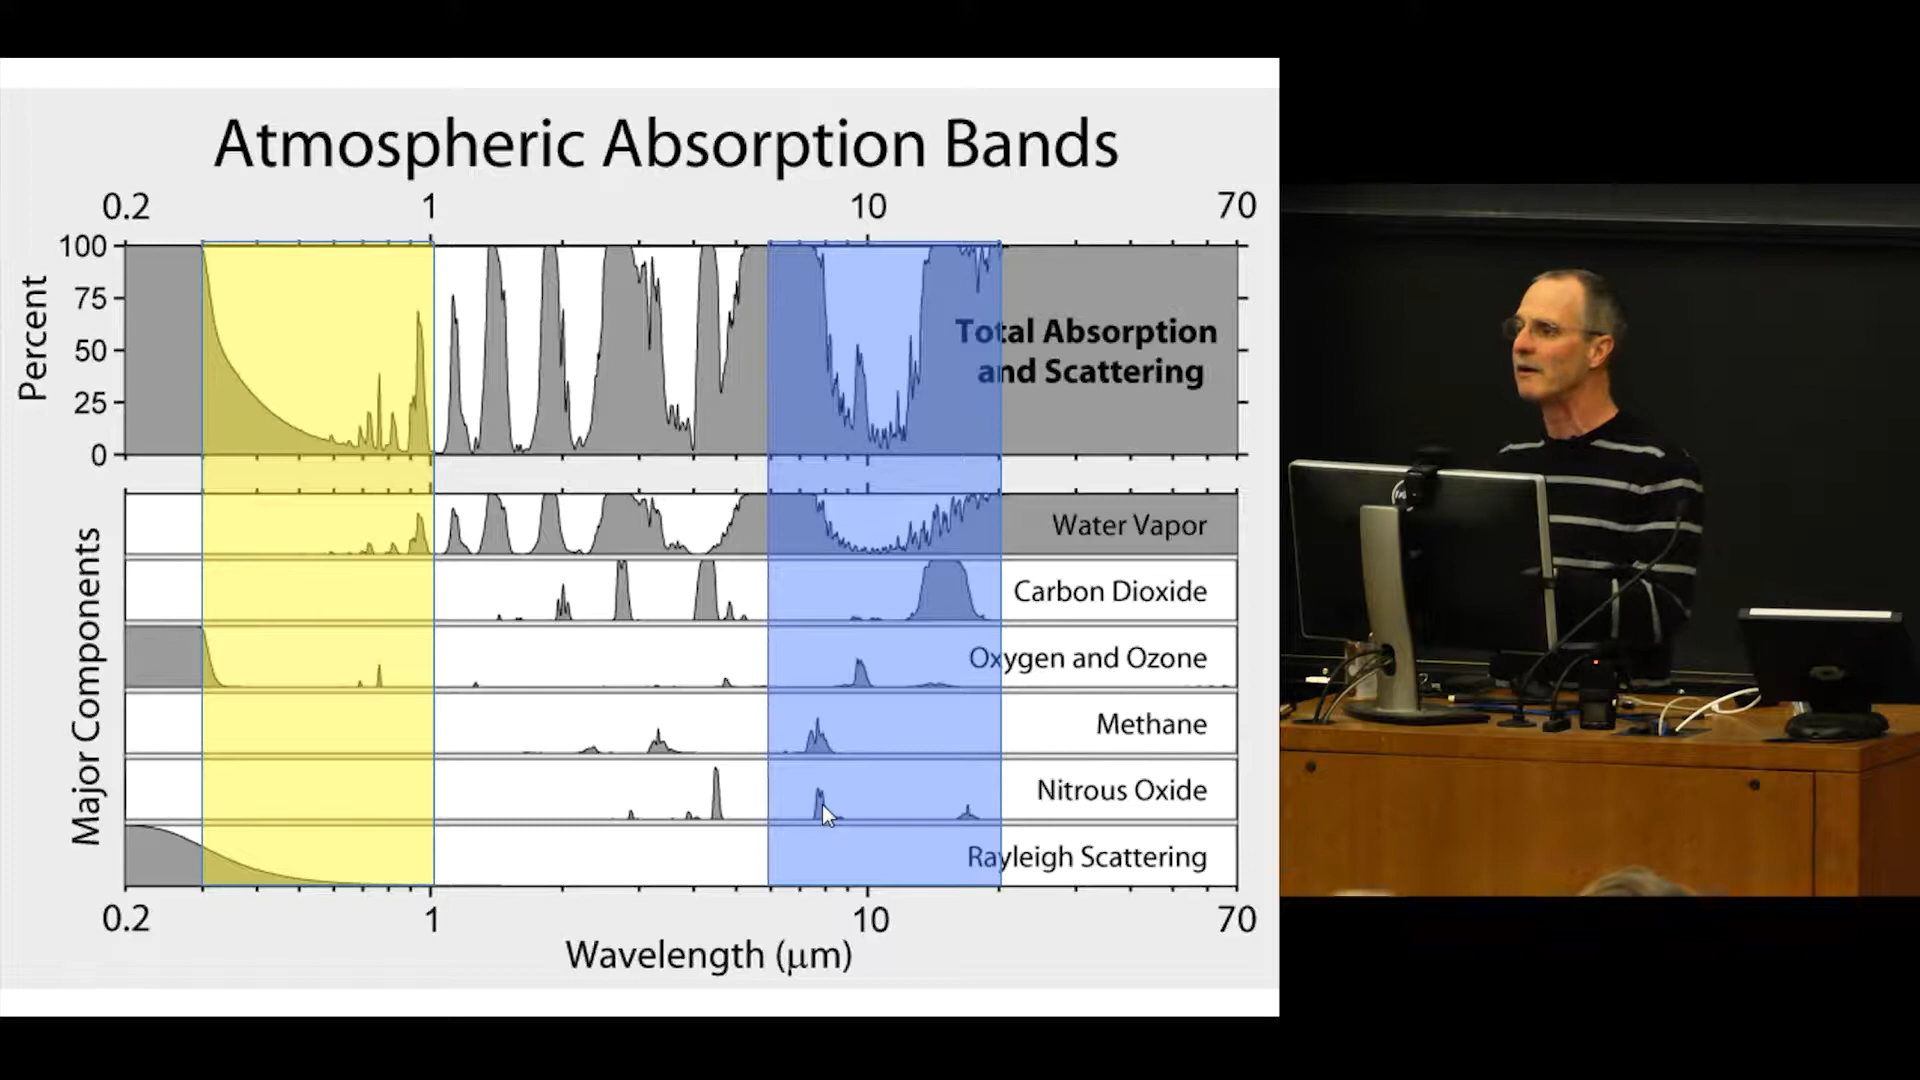 Atmospheric Absorption Bands
0.2 1 10 70
Percent
100
75
50
25
0
Total Absorption
and Scattering
Major Components
Water Vapor
Carbon Dioxide
Oxygen and Ozone
Methane
Nitrous Oxide
Rayleigh Scattering
0.2 1 10 70
Wavelength (μm)